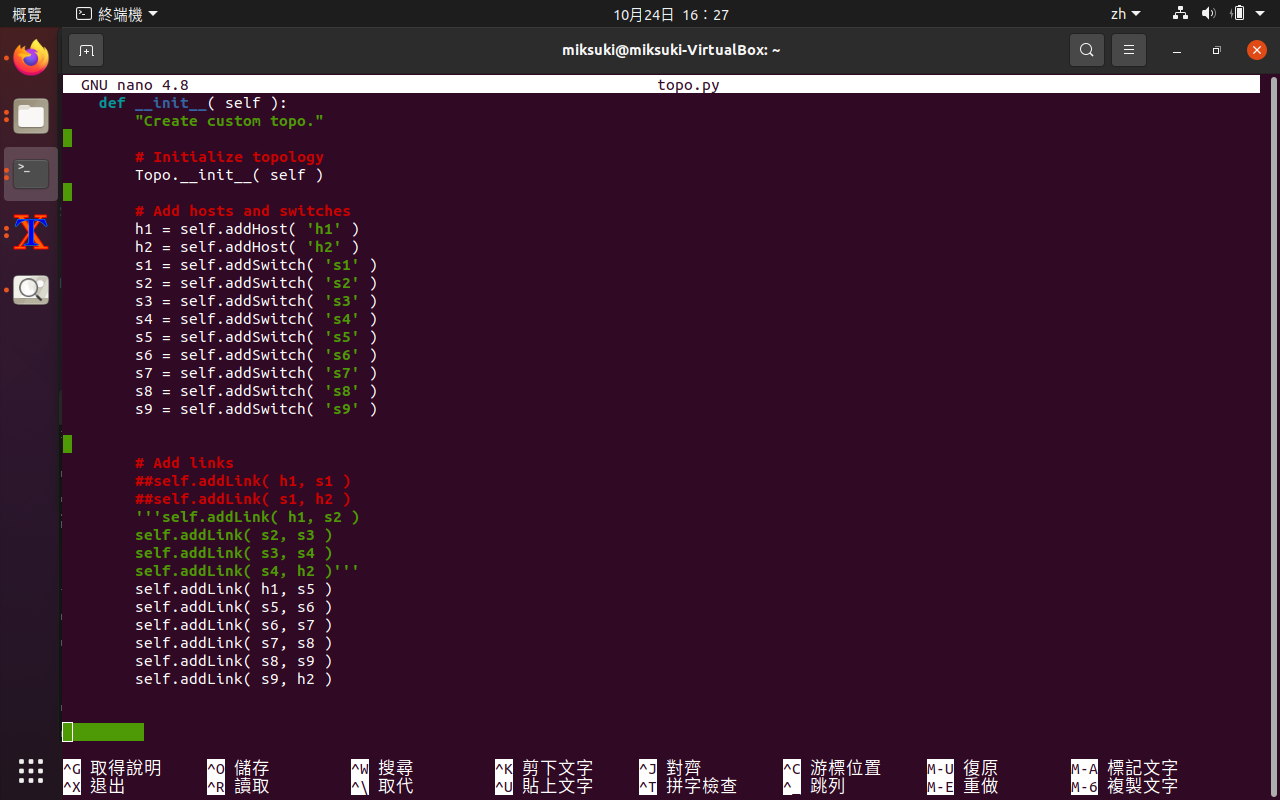 概覽 終端機 10月24日 16：27 zh
miksuki@miksuki-VirtualBox: ~
GNU nano 4.8 topo.py
def __init__( self ):
"Create custom topo."
# Initialize topology
Topo.__init__( self )
# Add hosts and switches
h1 = self.addHost( 'h1' )
h2 = self.addHost( 'h2' )
s1 = self.addSwitch( 's1' )
s2 = self.addSwitch( 's2' )
s3 = self.addSwitch( 's3' )
s4 = self.addSwitch( 's4' )
s5 = self.addSwitch( 's5' )
s6 = self.addSwitch( 's6' )
s7 = self.addSwitch( 's7' )
s8 = self.addSwitch( 's8' )
s9 = self.addSwitch( 's9' )
# Add links
##self.addLink( h1, s1 )
##self.addLink( s1, h2 )
'''self.addLink( h1, s2 )
self.addLink( s2, s3 )
self.addLink( s3, s4 )
self.addLink( s4, h2 )'''
self.addLink( h1, s5 )
self.addLink( s5, s6 )
self.addLink( s6, s7 )
self.addLink( s7, s8 )
self.addLink( s8, s9 )
self.addLink( s9, h2 )
^G 取得說明 ^O 儲存 ^W 搜尋 ^K 剪下文字 ^J 對齊 ^C 游標位置 M-U 復原 M-A 標記文字
^X 退出 ^R 讀取 ^\ 取代 ^U 貼上文字 ^T 拼字檢查 ^_ 跳列 M-E 重做 M-6 複製文字